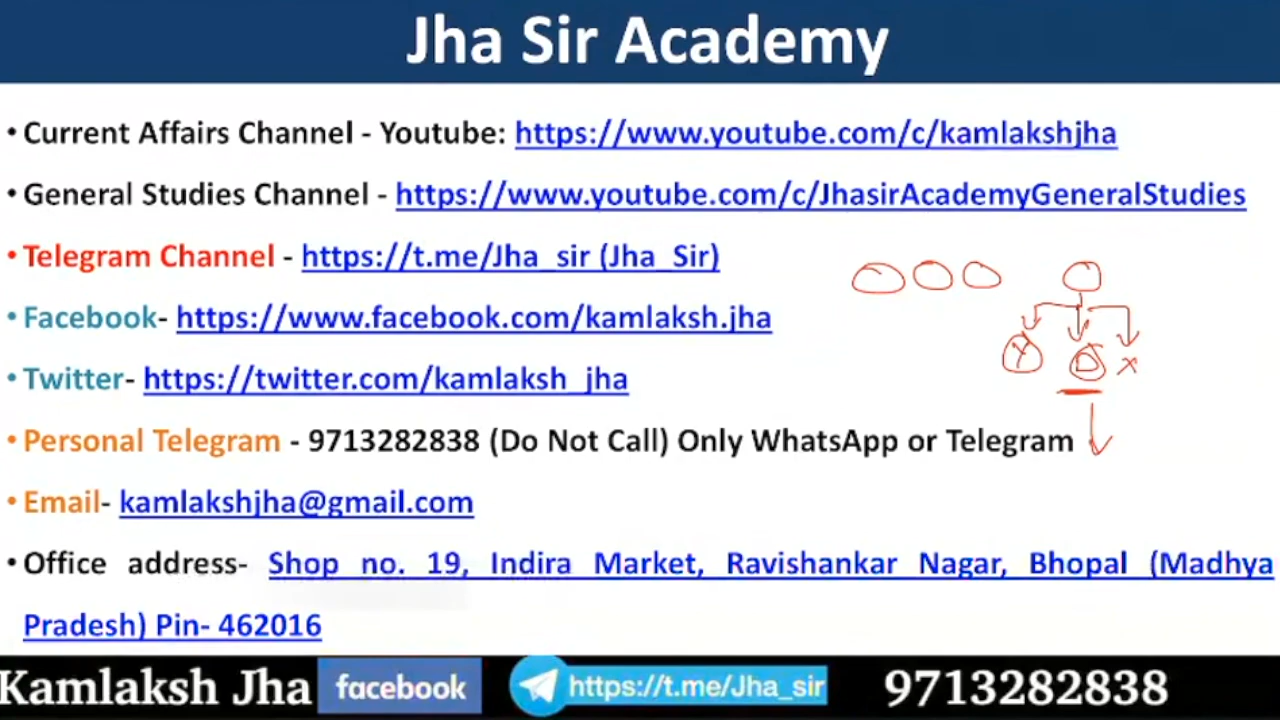 Jha Sir Academy
• Current Affairs Channel - Youtube: https://www.youtube.com/c/kamlakshjha
• General Studies Channel - https://www.youtube.com/c/JhasirAcademyGeneralStudies
• Telegram Channel - https://t.me/Jha_sir (Jha_Sir)
• Facebook- https://www.facebook.com/kamlaksh.jha
• Twitter- https://twitter.com/kamlaksh_jha
• Personal Telegram - 9713282838 (Do Not Call) Only WhatsApp or Telegram
• Email- kamlakshjha@gmail.com
• Office address- Shop no. 19, Indira Market, Ravishankar Nagar, Bhopal (Madhya
Pradesh) Pin- 462016
Kamlaksh Jha facebook https://t.me/Jha_sir 9713282838